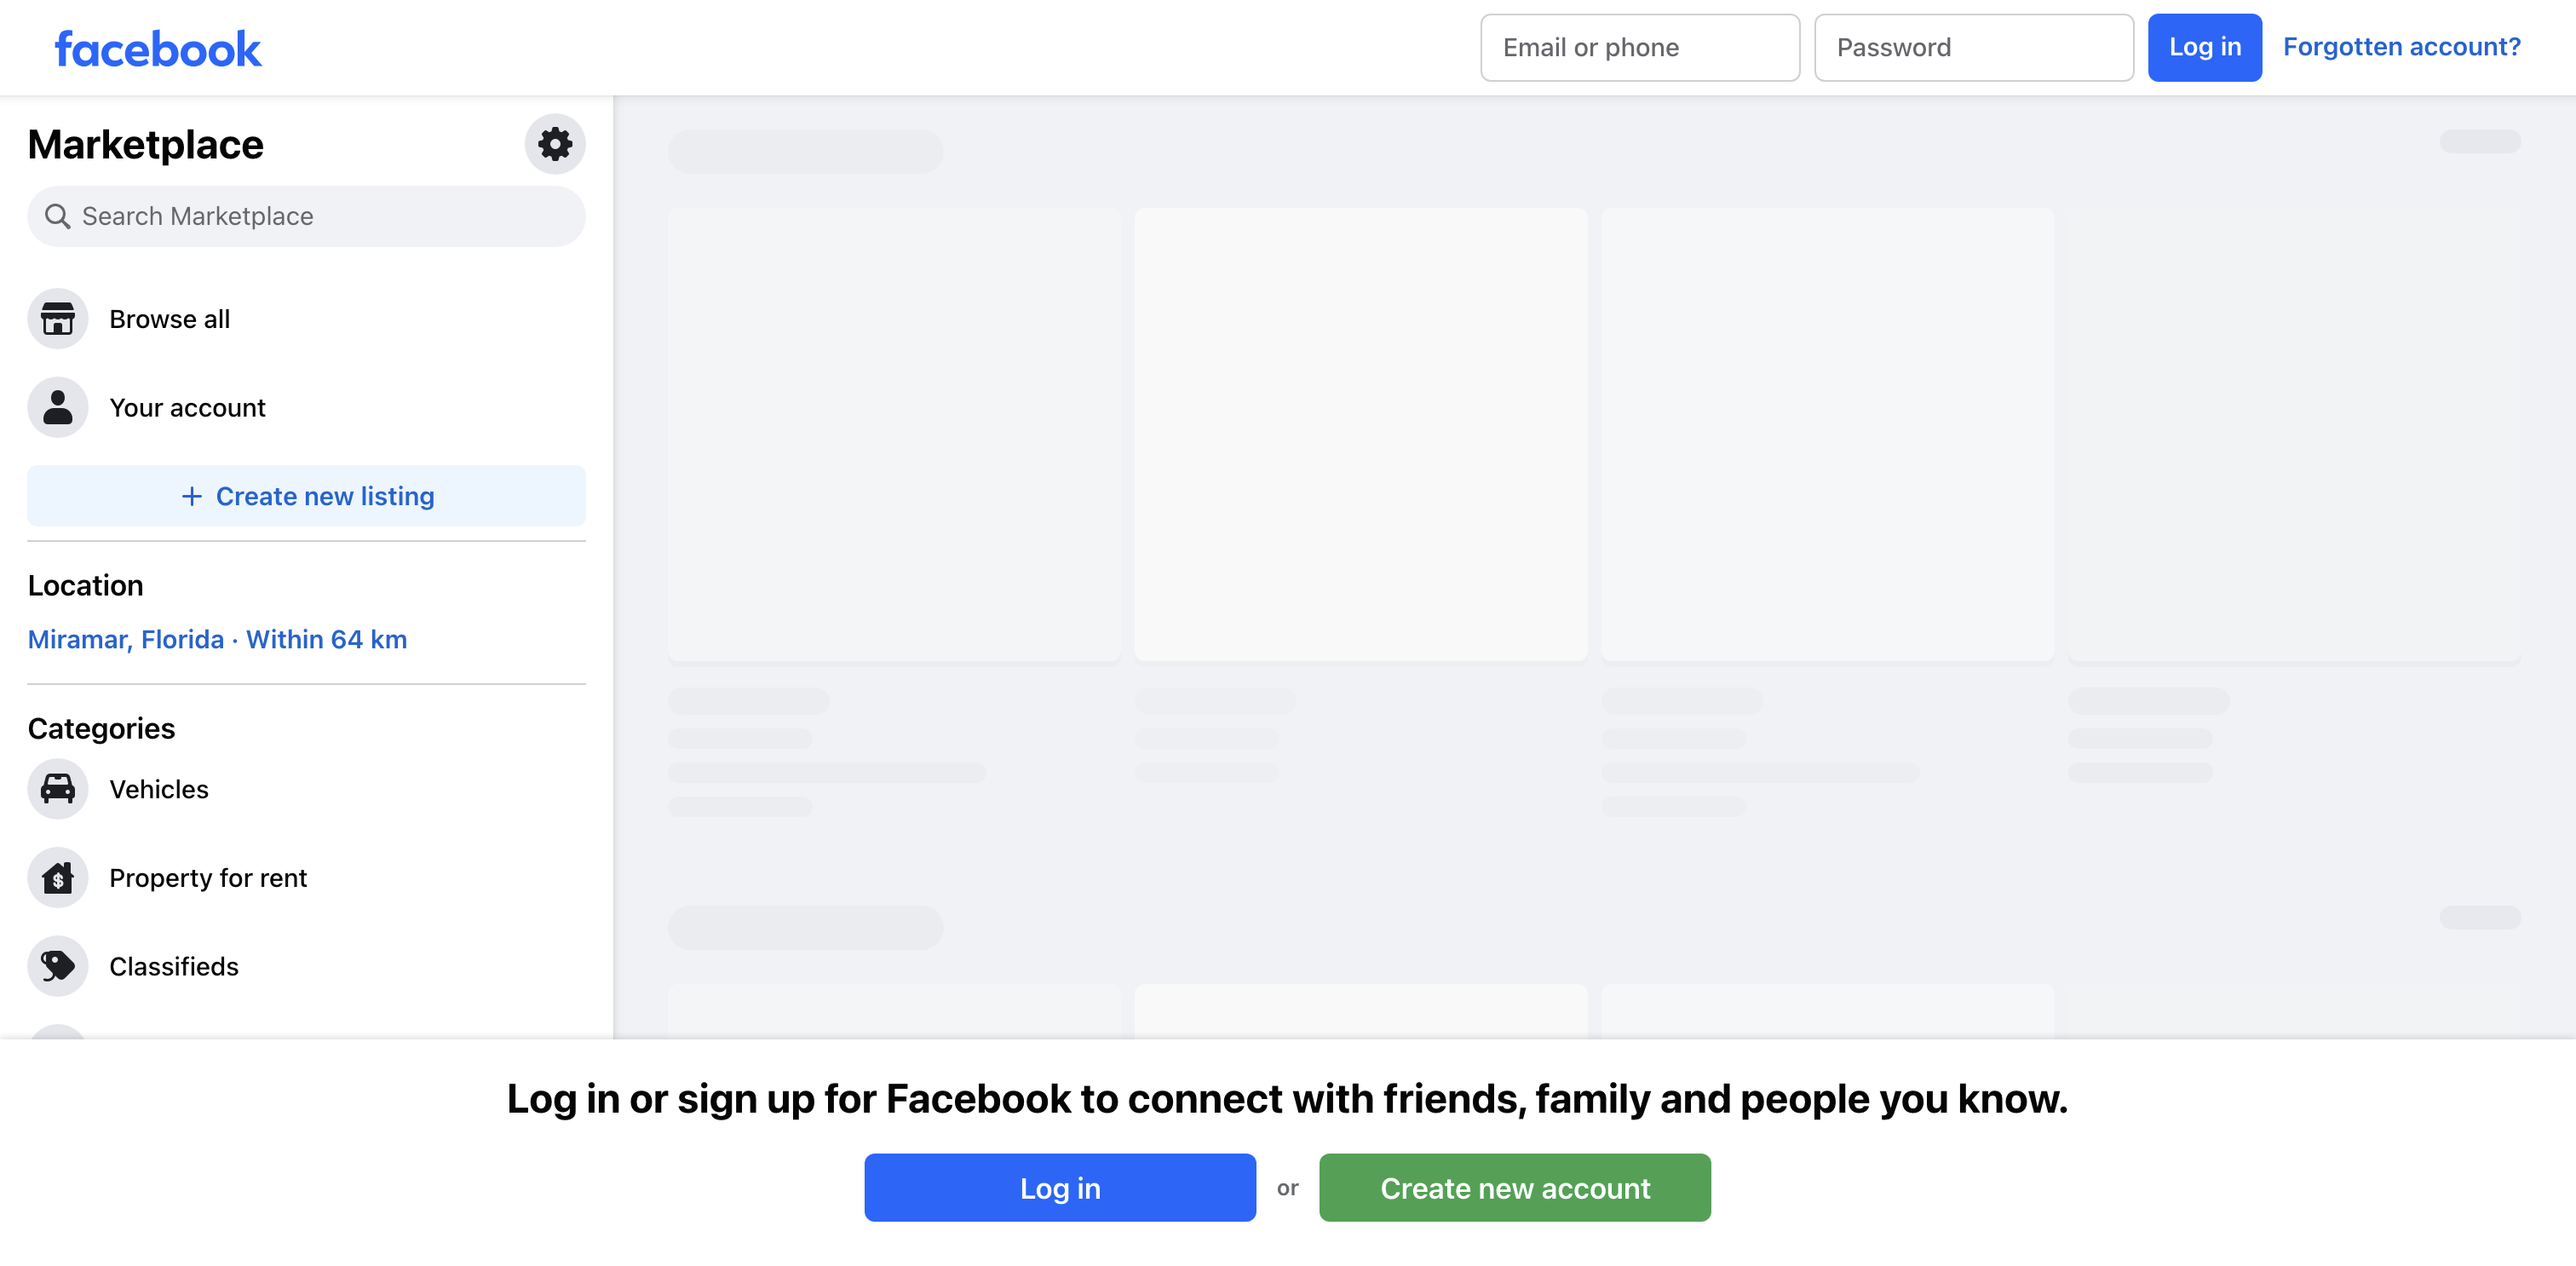 facebook
Email or phone
Password
Log in
Forgotten account?
Marketplace
Search Marketplace
Browse all
Your account
+ Create new listing
Location
Miramar, Florida · Within 64 km
Categories
Vehicles
Property for rent
$
Classifieds
Log in or sign up for Facebook to connect with friends, family and people you know.
Log in
or
Create new account